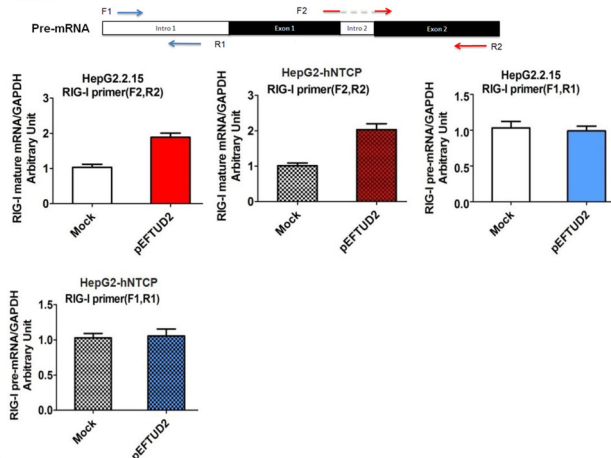 F1
F2
Pre-mRNA
Intro 1
Exon 1
Intro 2
Exon 2
R1
R2
HepG2.2.15
RIG-I primer(F2,R2)
RIG-I mature mRNA/GAPDH
Arbitrary Unit
3
2
1
0
Mock
pEFTUD2
HepG2-hNTCP
RIG-I primer(F2,R2)
RIG-I mature mRNA/GAPDH
Arbitrary Unit
3
2
1
0
Mock
pEFTUD2
HepG2.2.15
RIG-I primer(F1,R1)
RIG-I pre-mRNA/GAPDH
Arbitrary Unit
1.5
1.0
0.5
0.0
Mock
pEFTUD2
HepG2-hNTCP
RIG-I primer(F1,R1)
RIG-I pre-mRNA/GAPDH
Arbitrary Unit
1.5
1.0
0.5
0.0
Mock
pEFTUD2